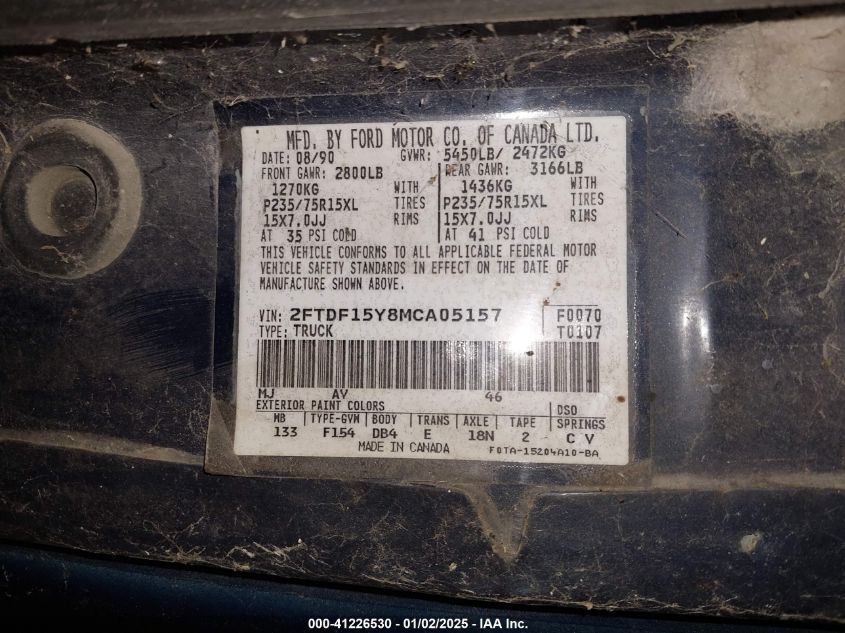 MFD. BY FORD MOTOR CO. OF CANADA LTD.
DATE: 08/90 GVWR: 5450LB/ 2472KG
FRONT GAWR: 2800LB REAR GAWR: 3166LB
1270KG WITH 1436KG WITH
P235/75R15XL TIRES P235/75R15XL TIRES
15X7.0JJ RIMS 15X7.0JJ RIMS
AT 35 PSI COLD AT 41 PSI COLD
THIS VEHICLE CONFORMS TO ALL APPLICABLE FEDERAL MOTOR
VEHICLE SAFETY STANDARDS IN EFFECT ON THE DATE OF
MANUFACTURE SHOWN ABOVE.
VIN: 2FTDF15Y8MCA05157 F0070
TYPE: TRUCK T0107
MJ AY 46
EXTERIOR PAINT COLORS DSO
MB TYPE-GVM BODY TRANS AXLE TAPE SPRINGS
133 F154 DB4 E 18N 2 C V
MADE IN CANADA F0TA-15204A10-BA
000-41226530 - 01/02/2025 - IAA Inc.